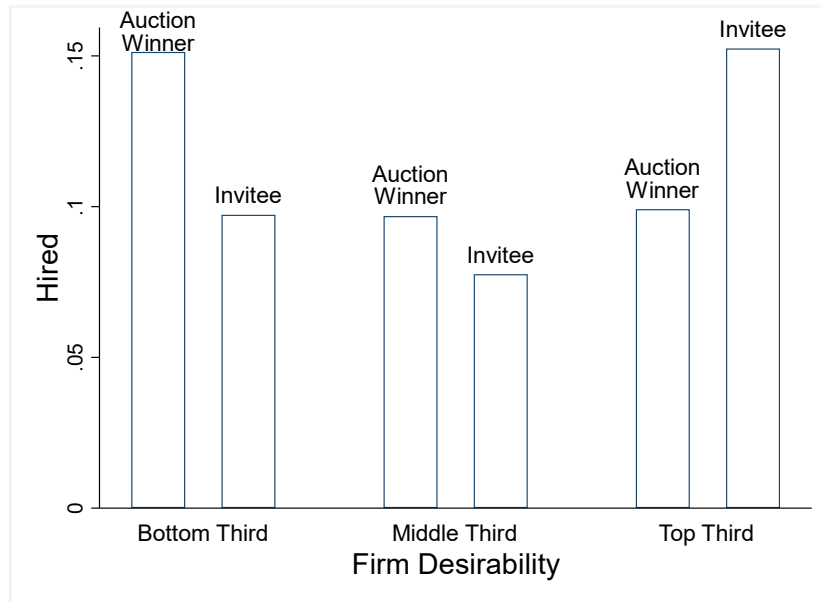 Auction
Winner
Invitee
Auction
Winner
Invitee
Auction
Winner
Invitee
.15
.1
.05
0
Hired
Bottom Third
Middle Third
Top Third
Firm Desirability